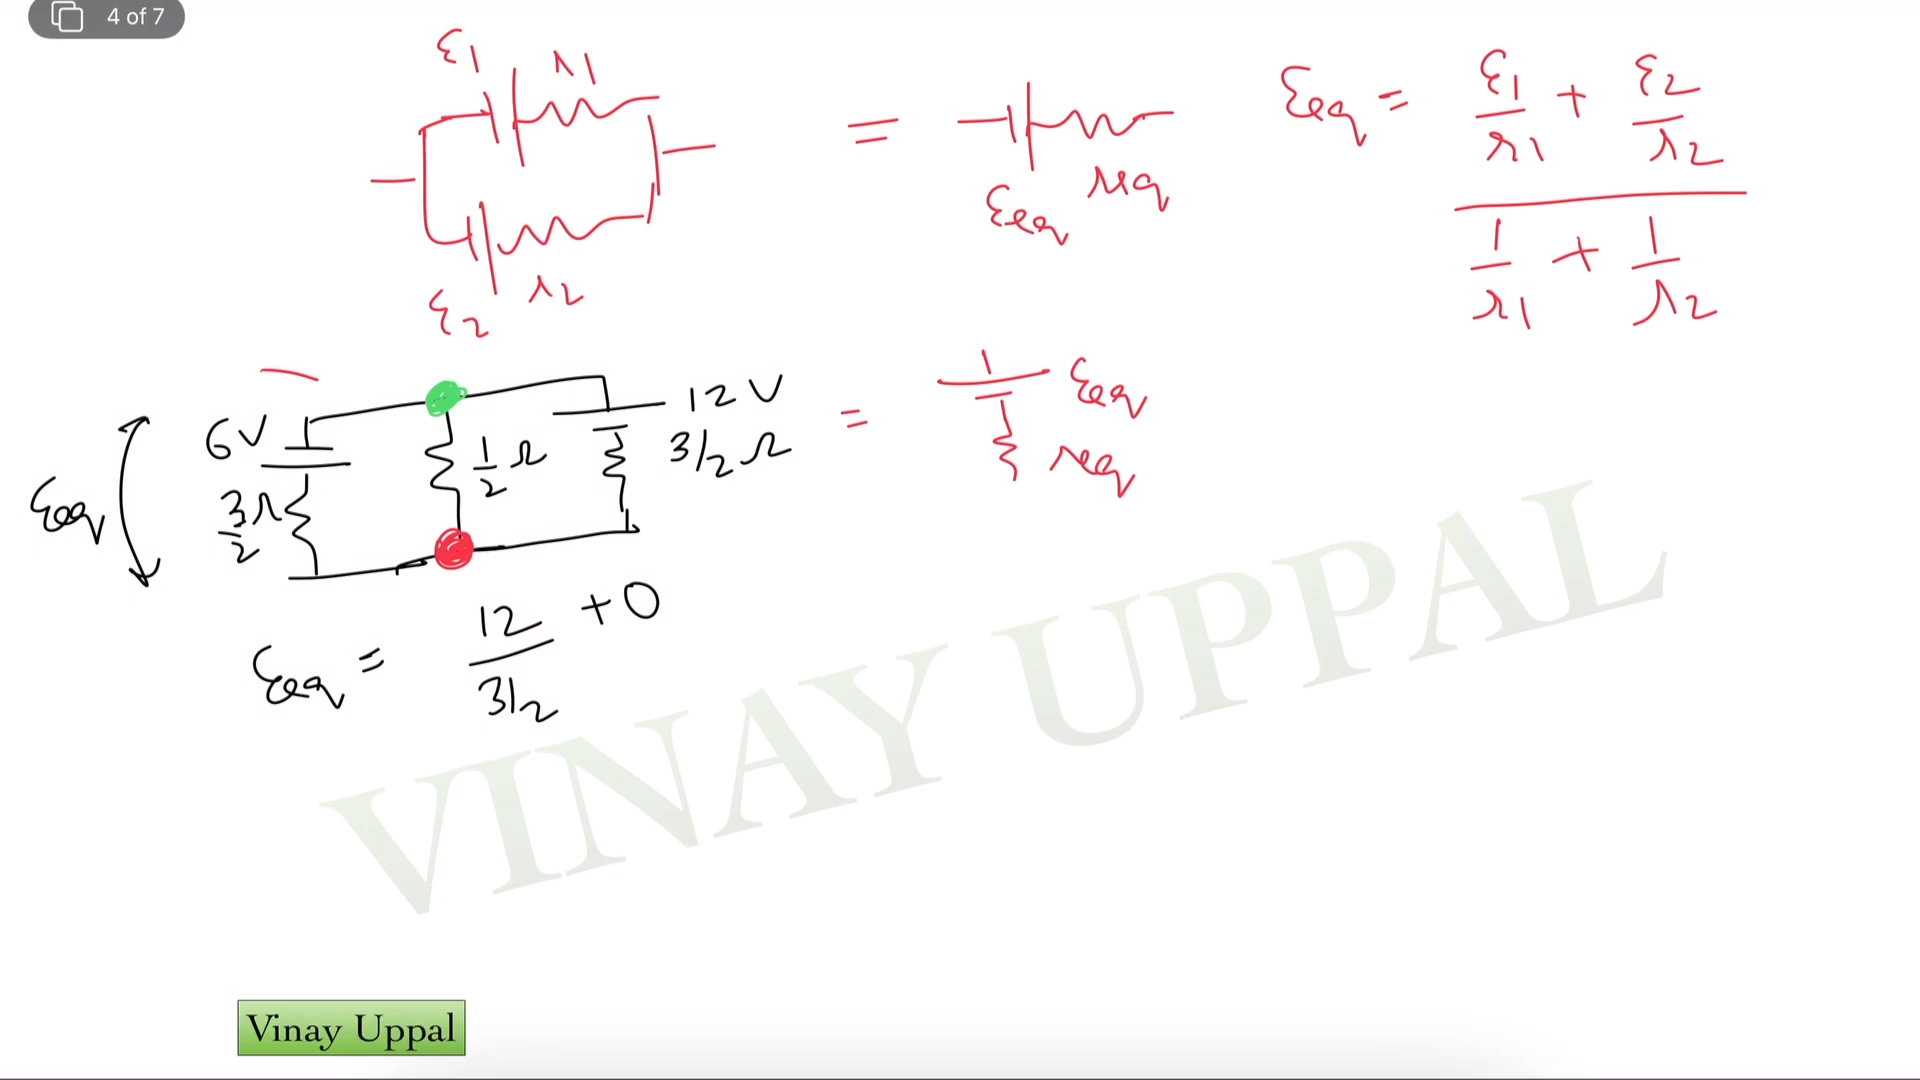 4 of 7
ε1 r1
ε2 r2
= εeq req
εeq = (ε1/r1 + ε2/r2) / (1/r1 + 1/r2)
εeq
6V 3/2 Ω
1/2 Ω
12 V
3/2 Ω
= εeq
req
εeq = 12/(3/2) + 0
VINAY UPPAL
Vinay Uppal